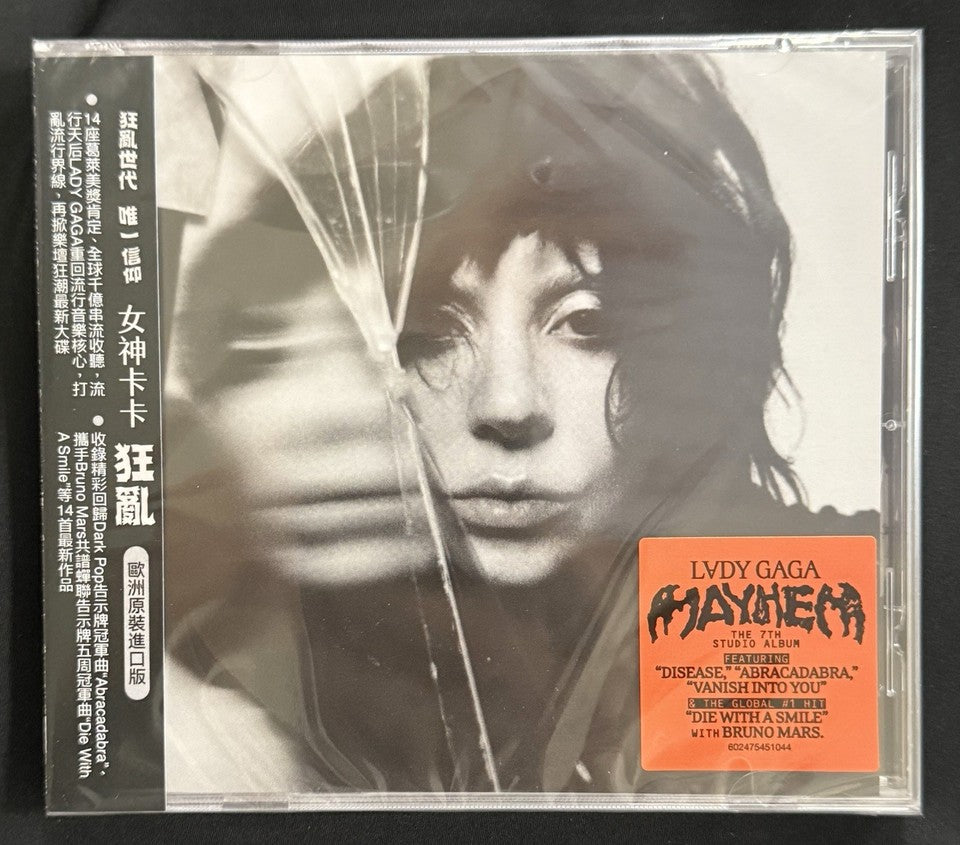 狂亂世代 唯一信仰 女神卡卡 狂亂 歐洲原裝進口版
● 14座葛萊美獎肯定、全球千億串流收聽，流
行天后LADY GAGA重回流行音樂核心，打
亂流行界線，再掀樂壇狂潮最新大碟
● 收錄精彩回歸Dark Pop告示牌冠軍曲“Abracadabra”，
攜手Bruno Mars共譜蟬聯告示牌五周冠軍曲“Die With
A Smile”等14首最新作品
LVDY GAGA
MAYHEM
THE 7TH
STUDIO ALBUM
FEATURING
“DISEASE,” “ABRACADABRA,”
“VANISH INTO YOU”
& THE GLOBAL #1 HIT
“DIE WITH A SMILE”
WITH BRUNO MARS.
602475451044